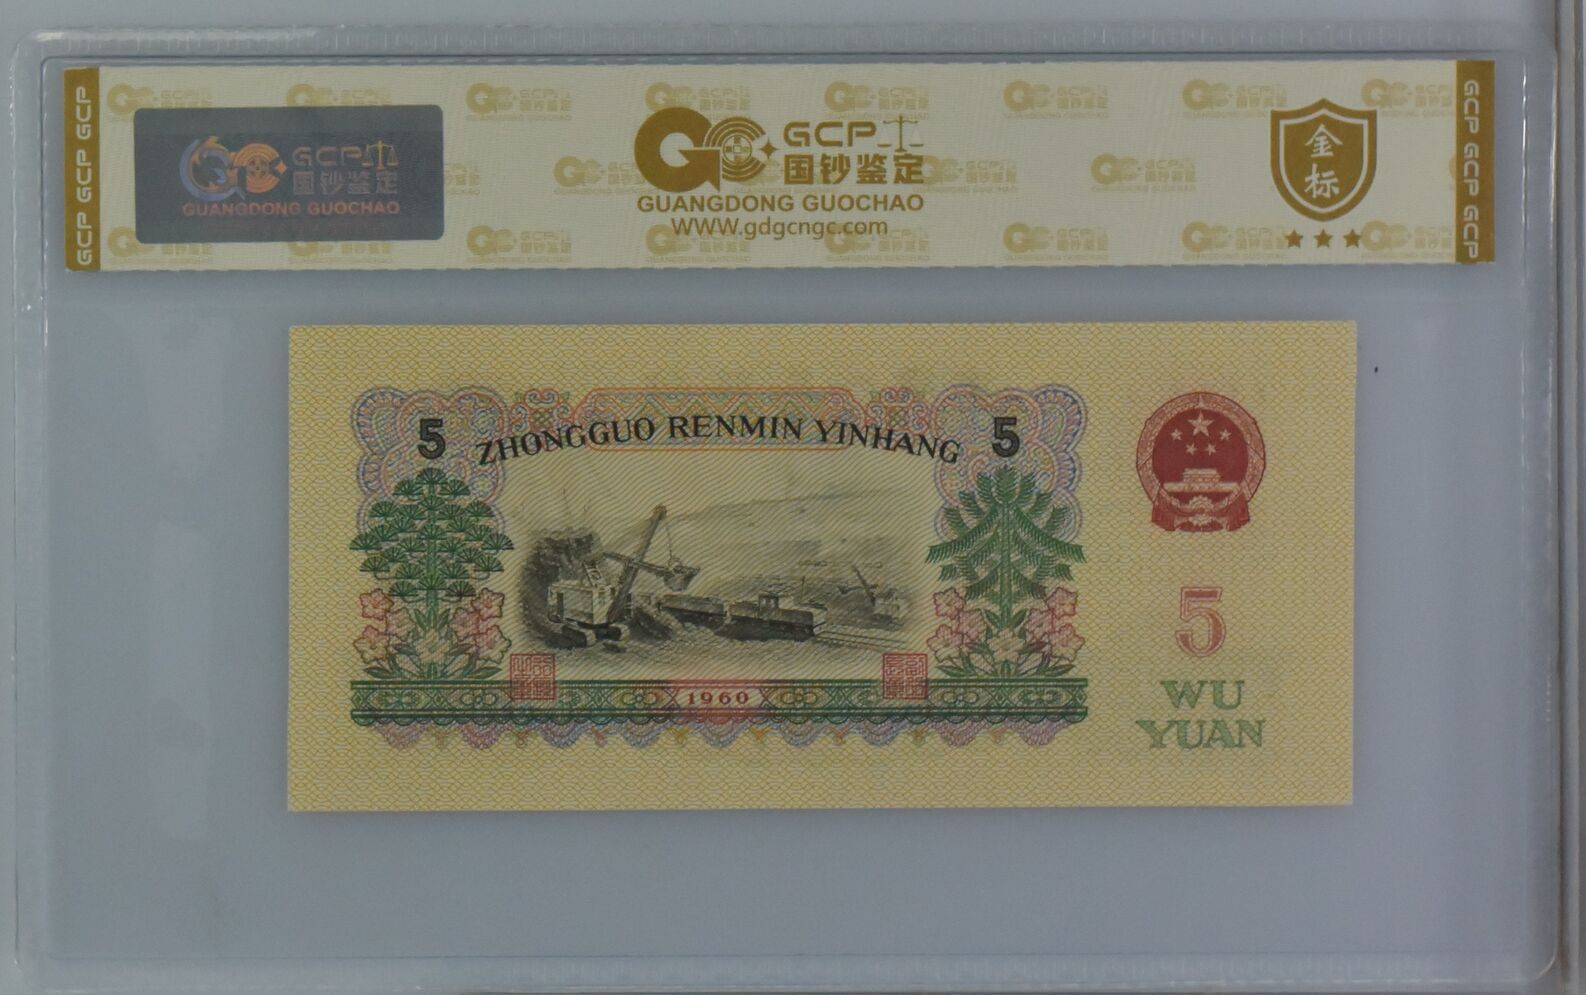 GCP GCP GCP
GCP
国钞鉴定
GUANGDONG GUOCHAO
GCP
国钞鉴定
GUANGDONG GUOCHAO
WWW.gdgcngc.com
金标
GCP GCP GCP
5 ZHONGGUO RENMIN YINHANG 5
1960
5
WU
YUAN